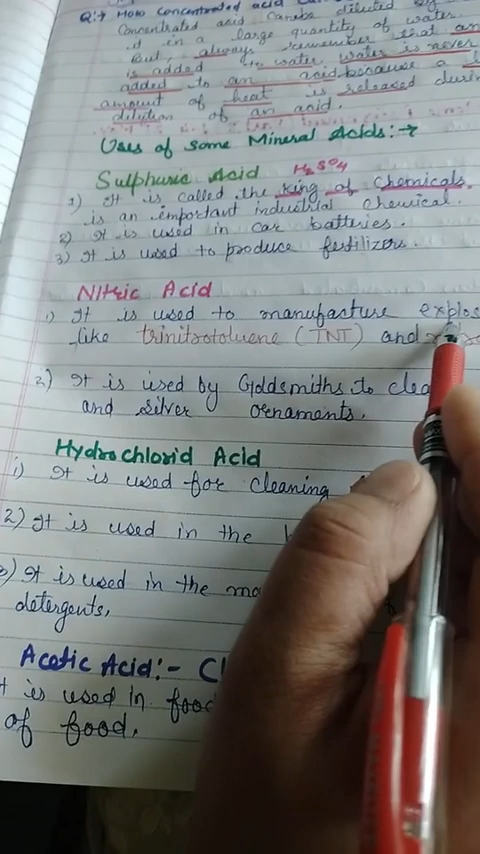 Q:→ How concentrated acid can be diluted
Concentrated acid can be diluted by
it in a large quantity of water
But, always remember that an
is added in water, water is never
added to an acid because a
amount of heat is released
dilution of an acid.
Uses of some Mineral Acids:→
Sulphuric Acid H₂SO₄
1) It is called the king of chemicals.
is an important industrial chemical.
2) It is used in car batteries.
3) It is used to produce fertilizers.
Nitric Acid
1) It is used to manufacture explos
like trinitrotoluene (TNT) and
2) It is used by Goldsmiths to clea
and silver ornaments.
Hydrochlorid Acid
1) It is used for cleaning
2) It is used in the
3) It is used in the ma
detergents,
Acetic Acid:- C
It is used in food
of food.